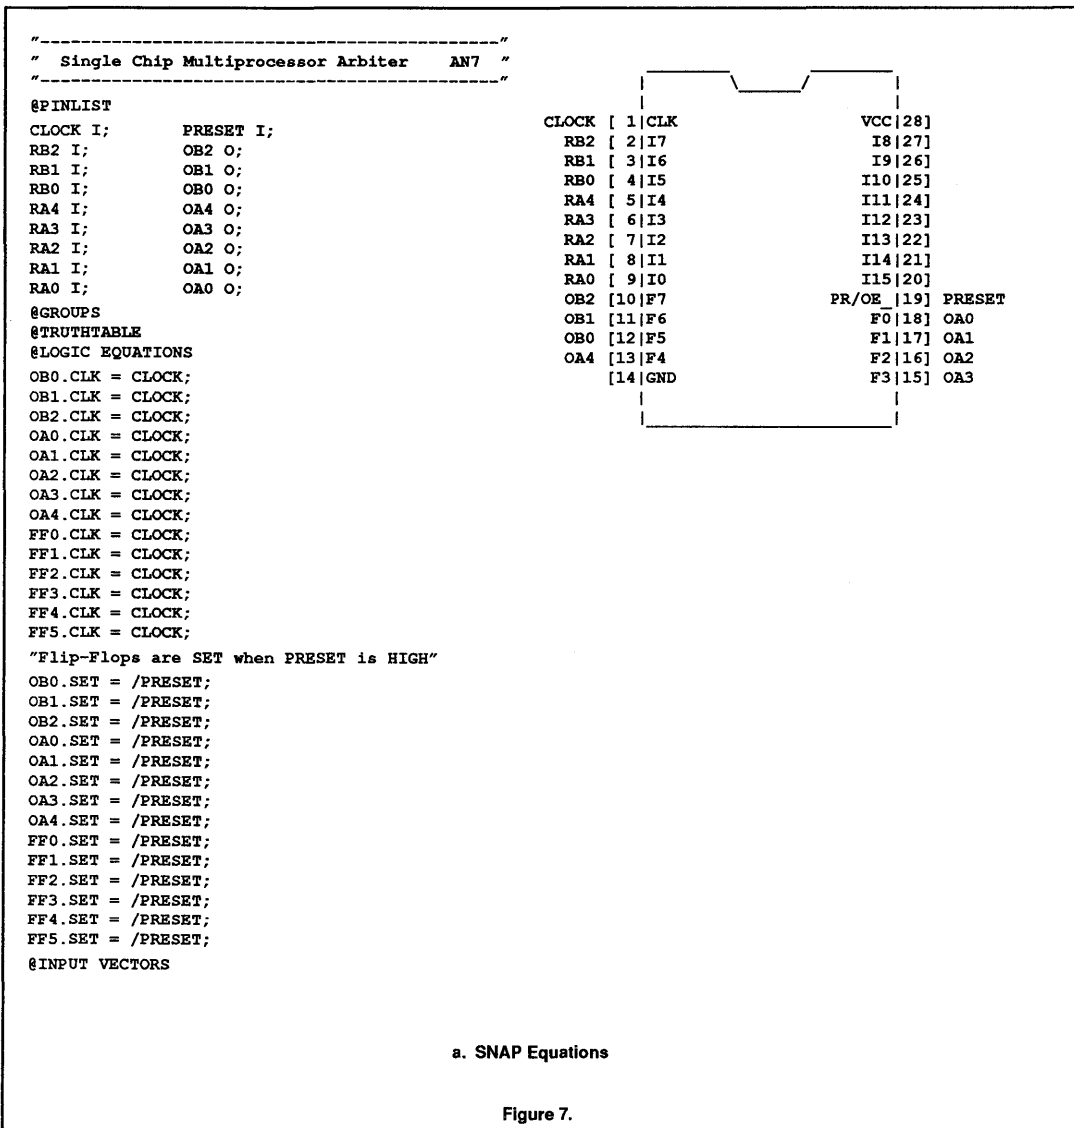 "---------------------------------------------"
"  Single Chip Multiprocessor Arbiter    AN7  "
"---------------------------------------------"
@PINLIST
CLOCK I;        PRESET I;
RB2 I;          OB2 O;
RB1 I;          OB1 O;
RB0 I;          OB0 O;
RA4 I;          OA4 O;
RA3 I;          OA3 O;
RA2 I;          OA2 O;
RA1 I;          OA1 O;
RA0 I;          OA0 O;
@GROUPS
@TRUTHTABLE
@LOGIC EQUATIONS
OB0.CLK = CLOCK;
OB1.CLK = CLOCK;
OB2.CLK = CLOCK;
OA0.CLK = CLOCK;
OA1.CLK = CLOCK;
OA2.CLK = CLOCK;
OA3.CLK = CLOCK;
OA4.CLK = CLOCK;
FF0.CLK = CLOCK;
FF1.CLK = CLOCK;
FF2.CLK = CLOCK;
FF3.CLK = CLOCK;
FF4.CLK = CLOCK;
FF5.CLK = CLOCK;
"Flip-Flops are SET when PRESET is HIGH"
OB0.SET = /PRESET;
OB1.SET = /PRESET;
OB2.SET = /PRESET;
OA0.SET = /PRESET;
OA1.SET = /PRESET;
OA2.SET = /PRESET;
OA3.SET = /PRESET;
OA4.SET = /PRESET;
FF0.SET = /PRESET;
FF1.SET = /PRESET;
FF2.SET = /PRESET;
FF3.SET = /PRESET;
FF4.SET = /PRESET;
FF5.SET = /PRESET;
@INPUT VECTORS
CLOCK [ 1|CLK            VCC|28]
RB2 [ 2|I7              I8|27]
RB1 [ 3|I6              I9|26]
RB0 [ 4|I5             I10|25]
RA4 [ 5|I4             I11|24]
RA3 [ 6|I3             I12|23]
RA2 [ 7|I2             I13|22]
RA1 [ 8|I1             I14|21]
RA0 [ 9|I0             I15|20]
OB2 [10|F7          PR/OE_|19] PRESET
OB1 [11|F6              F0|18] OA0
OB0 [12|F5              F1|17] OA1
OA4 [13|F4              F2|16] OA2
[14|GND             F3|15] OA3
a. SNAP Equations
Figure 7.